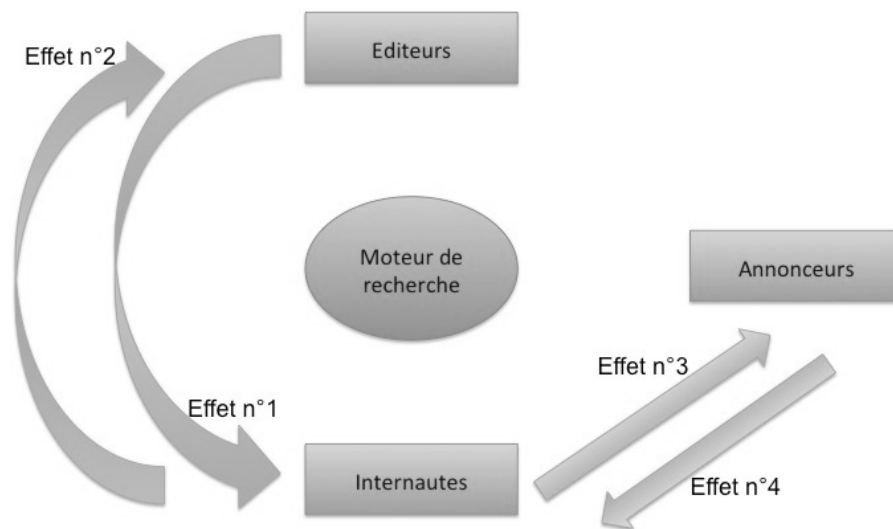 Effet n°2
Editeurs
Moteur de
recherche
Annonceurs
Effet n°3
Effet n°1
Internautes
Effet n°4